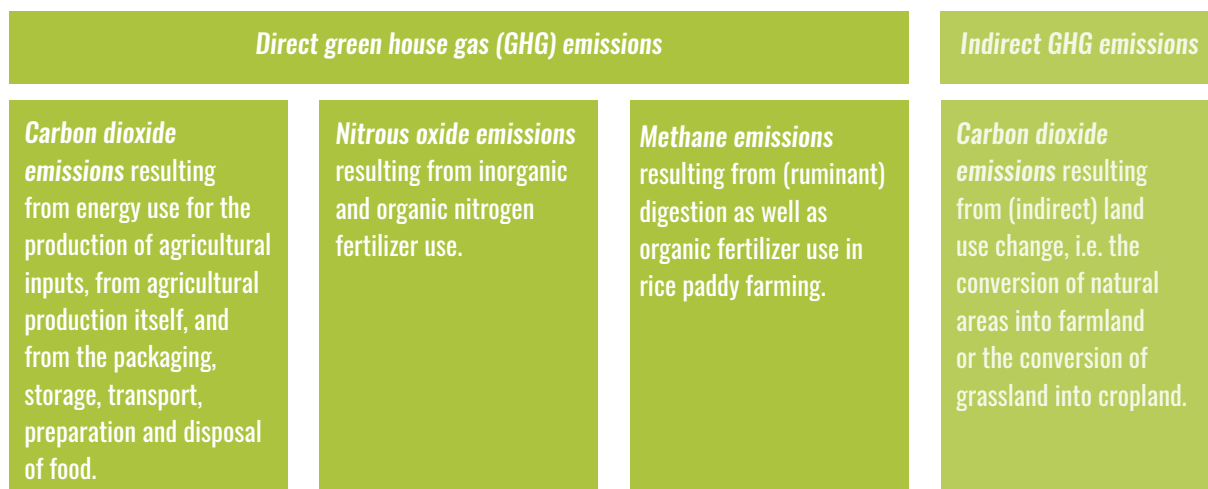 Direct green house gas (GHG) emissions
Indirect GHG emissions
Carbon dioxide
emissions resulting
from energy use for the
production of agricultural
inputs, from agricultural
production itself, and
from the packaging,
storage, transport,
preparation and disposal
of food.
Nitrous oxide emissions
resulting from inorganic
and organic nitrogen
fertilizer use.
Methane emissions
resulting from (ruminant)
digestion as well as
organic fertilizer use in
rice paddy farming.
Carbon dioxide
emissions resulting
from (indirect) land
use change, i.e. the
conversion of natural
areas into farmland
or the conversion of
grassland into cropland.